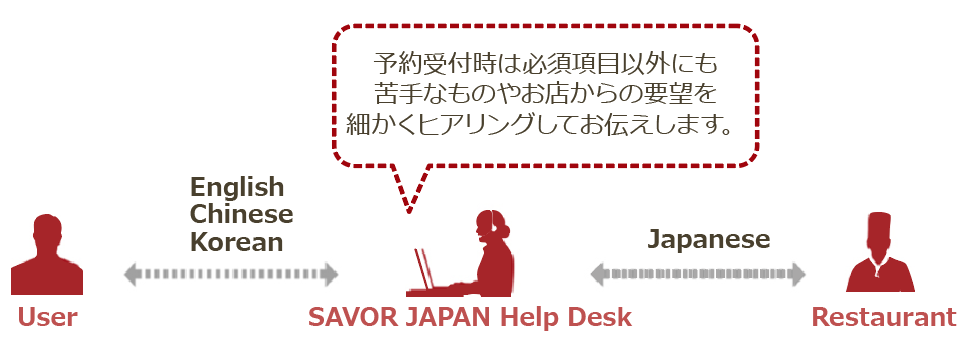 予約受付時は必須項目以外にも
苦手なものやお店からの要望を
細かくヒアリングしてお伝えします。
English
Chinese
Korean
Japanese
User
SAVOR JAPAN Help Desk
Restaurant